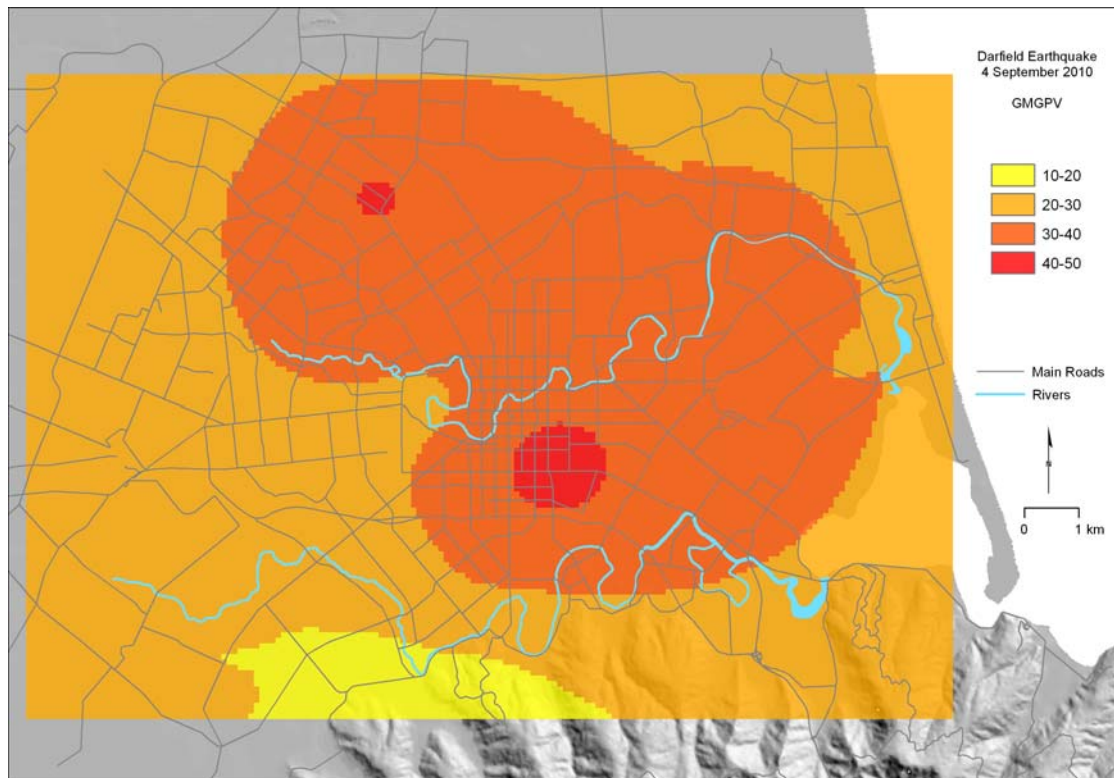 Darfield Earthquake
4 September 2010
GMGPV
10-20
20-30
30-40
40-50
Main Roads
Rivers
N
0 1 km